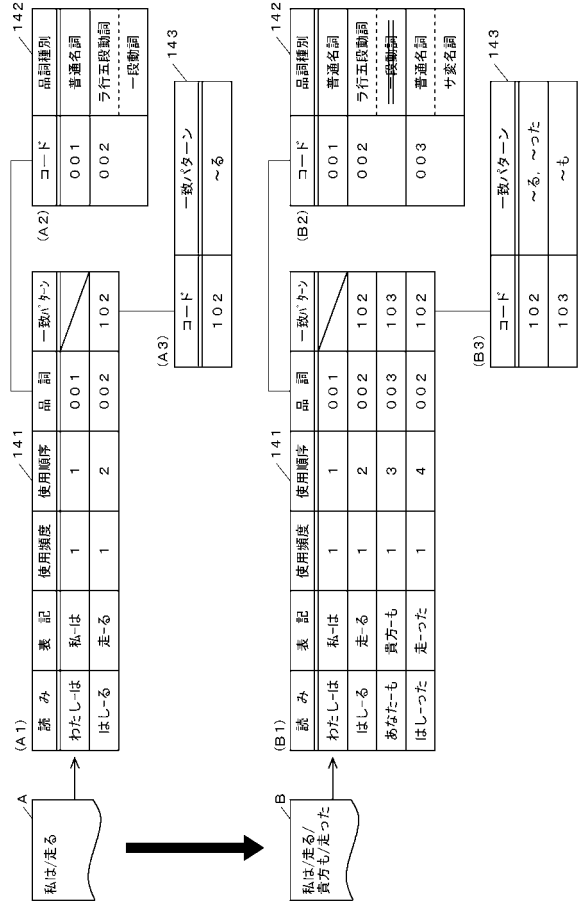 A
私は/走る
(A1)
141
読 み 表 記 使用頻度 使用順序 品 詞 一致パターン
わたし-は 私-は 1 1 001
はし-る 走-る 1 2 002 102
(A2)
142
コード 品詞種別
001 普通名詞
002 ラ行五段動詞
一段動詞
(A3)
143
コード 一致パターン
102 ~る
B
私は/走る/
貴方も/走った
(B1)
141
読 み 表 記 使用頻度 使用順序 品 詞 一致パターン
わたし-は 私-は 1 1 001
はし-る 走-る 1 2 002 102
あなた-も 貴方-も 1 3 003 103
はし-った 走-った 1 4 002 102
(B2)
142
コード 品詞種別
001 普通名詞
002 ラ行五段動詞
一段動詞
003 普通名詞
サ変名詞
(B3)
143
コード 一致パターン
102 ~る, ~った
103 ~も